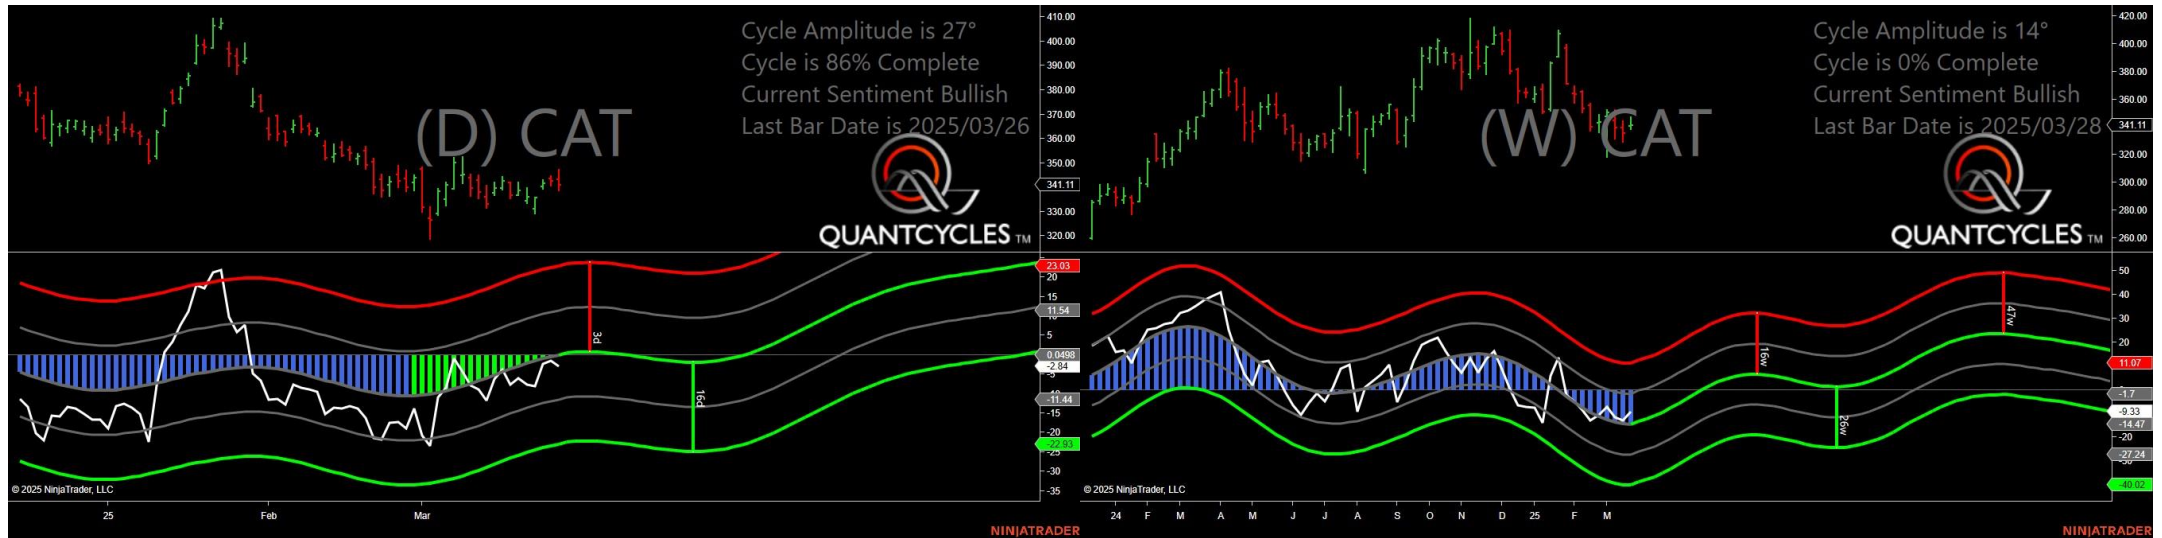 Cycle Amplitude is 27°
Cycle is 86% Complete
Current Sentiment Bullish
Last Bar Date is 2025/03/26
(D) CAT
QUANTCYCLES TM
410.00
400.00
390.00
380.00
370.00
360.00
350.00
341.11
330.00
320.00
23.03
20
15
11.54
5
0.0498
-2.84
-11.44
-15
-20
-22.93
-25
-30
-35
3d
16d
© 2025 NinjaTrader, LLC
25
Feb
Mar
NINJATRADER
Cycle Amplitude is 14°
Cycle is 0% Complete
Current Sentiment Bullish
Last Bar Date is 2025/03/28
(W) CAT
QUANTCYCLES TM
420.00
400.00
380.00
360.00
341.11
320.00
300.00
280.00
260.00
50
40
30
20
11.07
-1.7
-9.33
-14.47
-20
-27.24
-40.02
16w
26w
47w
© 2025 NinjaTrader, LLC
24 F M A M J J A S O N D 25 F M
NINJATRADER